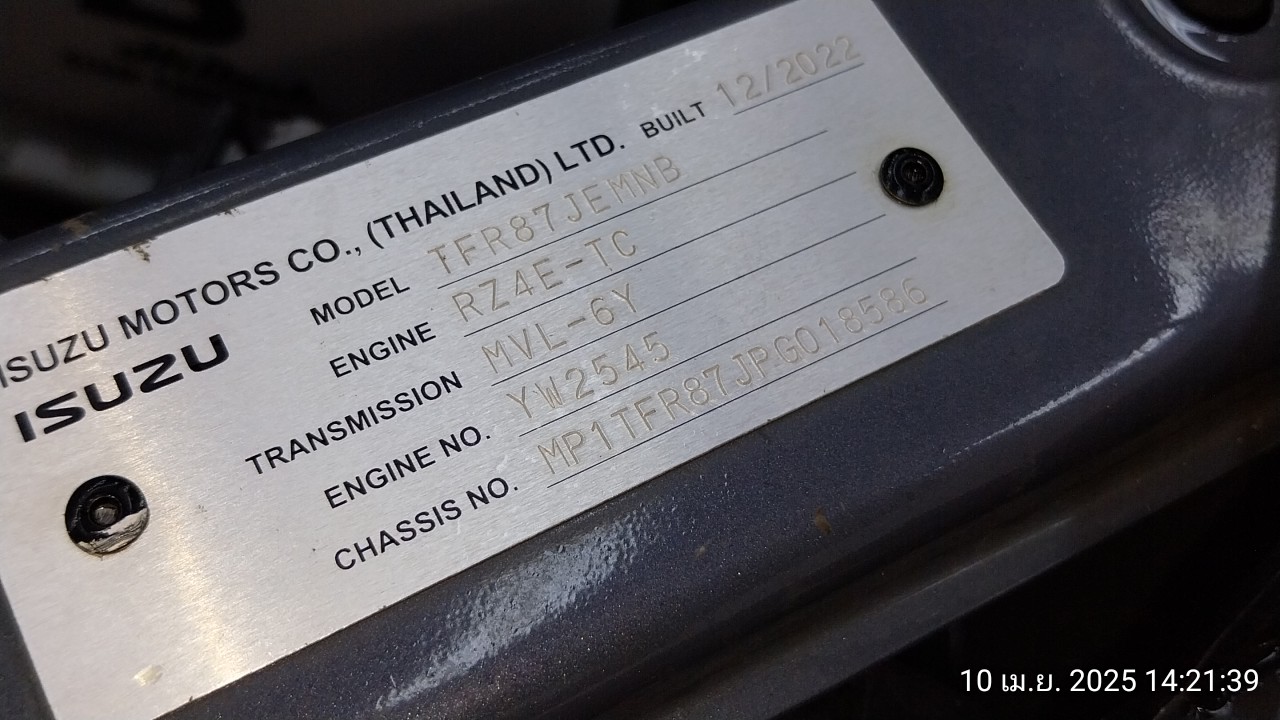 ISUZU MOTORS CO., (THAILAND) LTD. BUILT 12/2022
ISUZU
MODEL TFR87JEMNB
ENGINE RZ4E-TC
TRANSMISSION MVL-6Y
ENGINE NO. YW2545
CHASSIS NO. MP1TFR87JPG018586
10 เม.ย. 2025 14:21:39